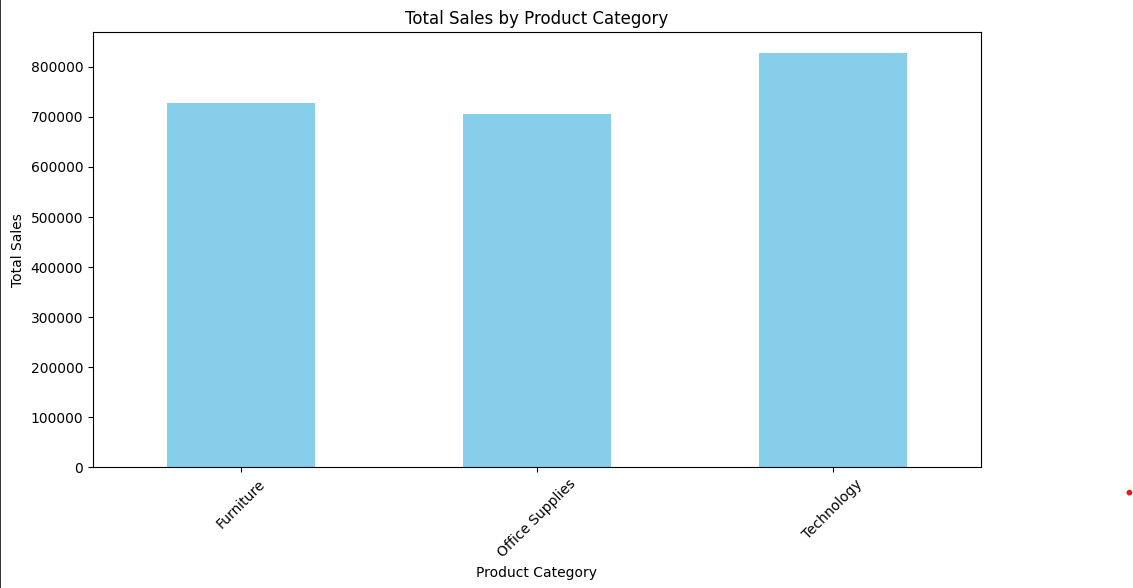 Total Sales by Product Category
Total Sales
800000
700000
600000
500000
400000
300000
200000
100000
0
Furniture
Office Supplies
Technology
Product Category